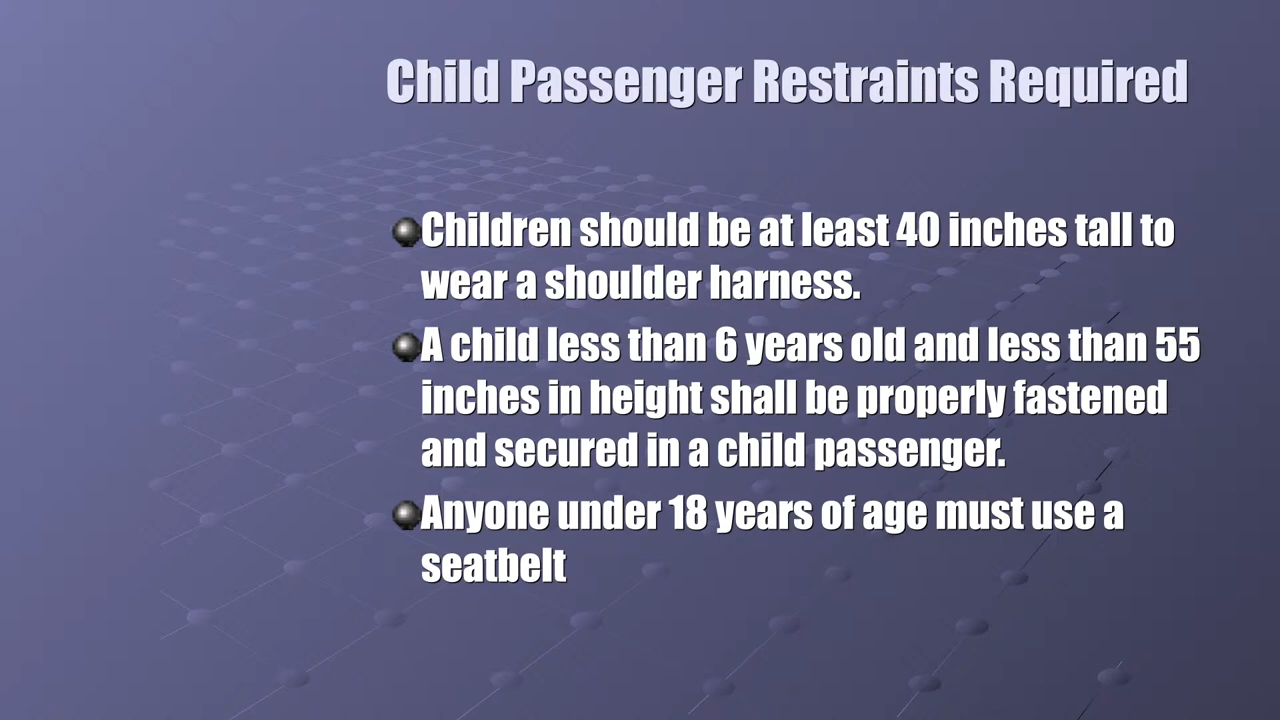 Child Passenger Restraints Required
Children should be at least 40 inches tall to
wear a shoulder harness.
A child less than 6 years old and less than 55
inches in height shall be properly fastened
and secured in a child passenger.
Anyone under 18 years of age must use a
seatbelt